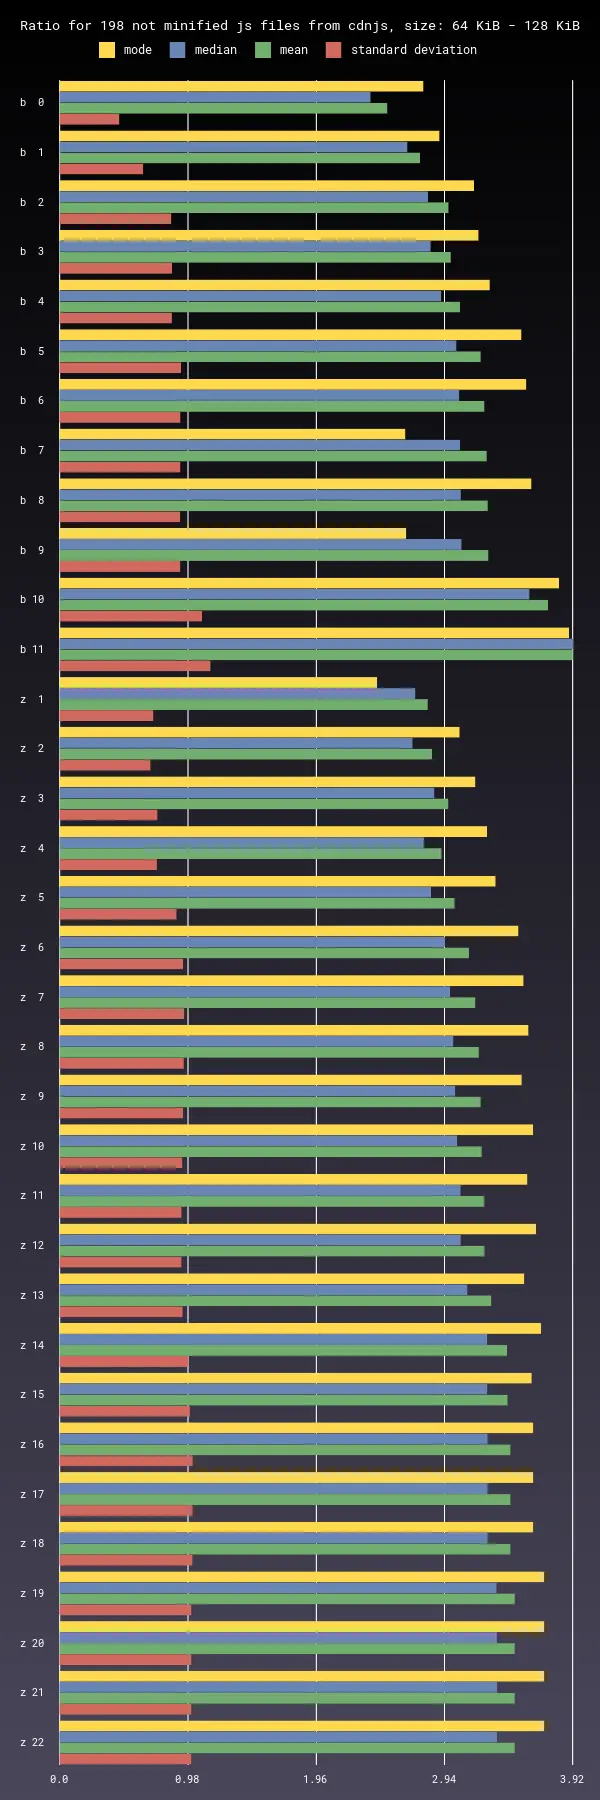 Ratio for 198 not minified js files from cdnjs, size: 64 KiB - 128 KiB
mode median mean standard deviation
b 0
b 1
b 2
b 3
b 4
b 5
b 6
b 7
b 8
b 9
b 10
b 11
z 1
z 2
z 3
z 4
z 5
z 6
z 7
z 8
z 9
z 10
z 11
z 12
z 13
z 14
z 15
z 16
z 17
z 18
z 19
z 20
z 21
z 22
0.0 0.98 1.96 2.94 3.92